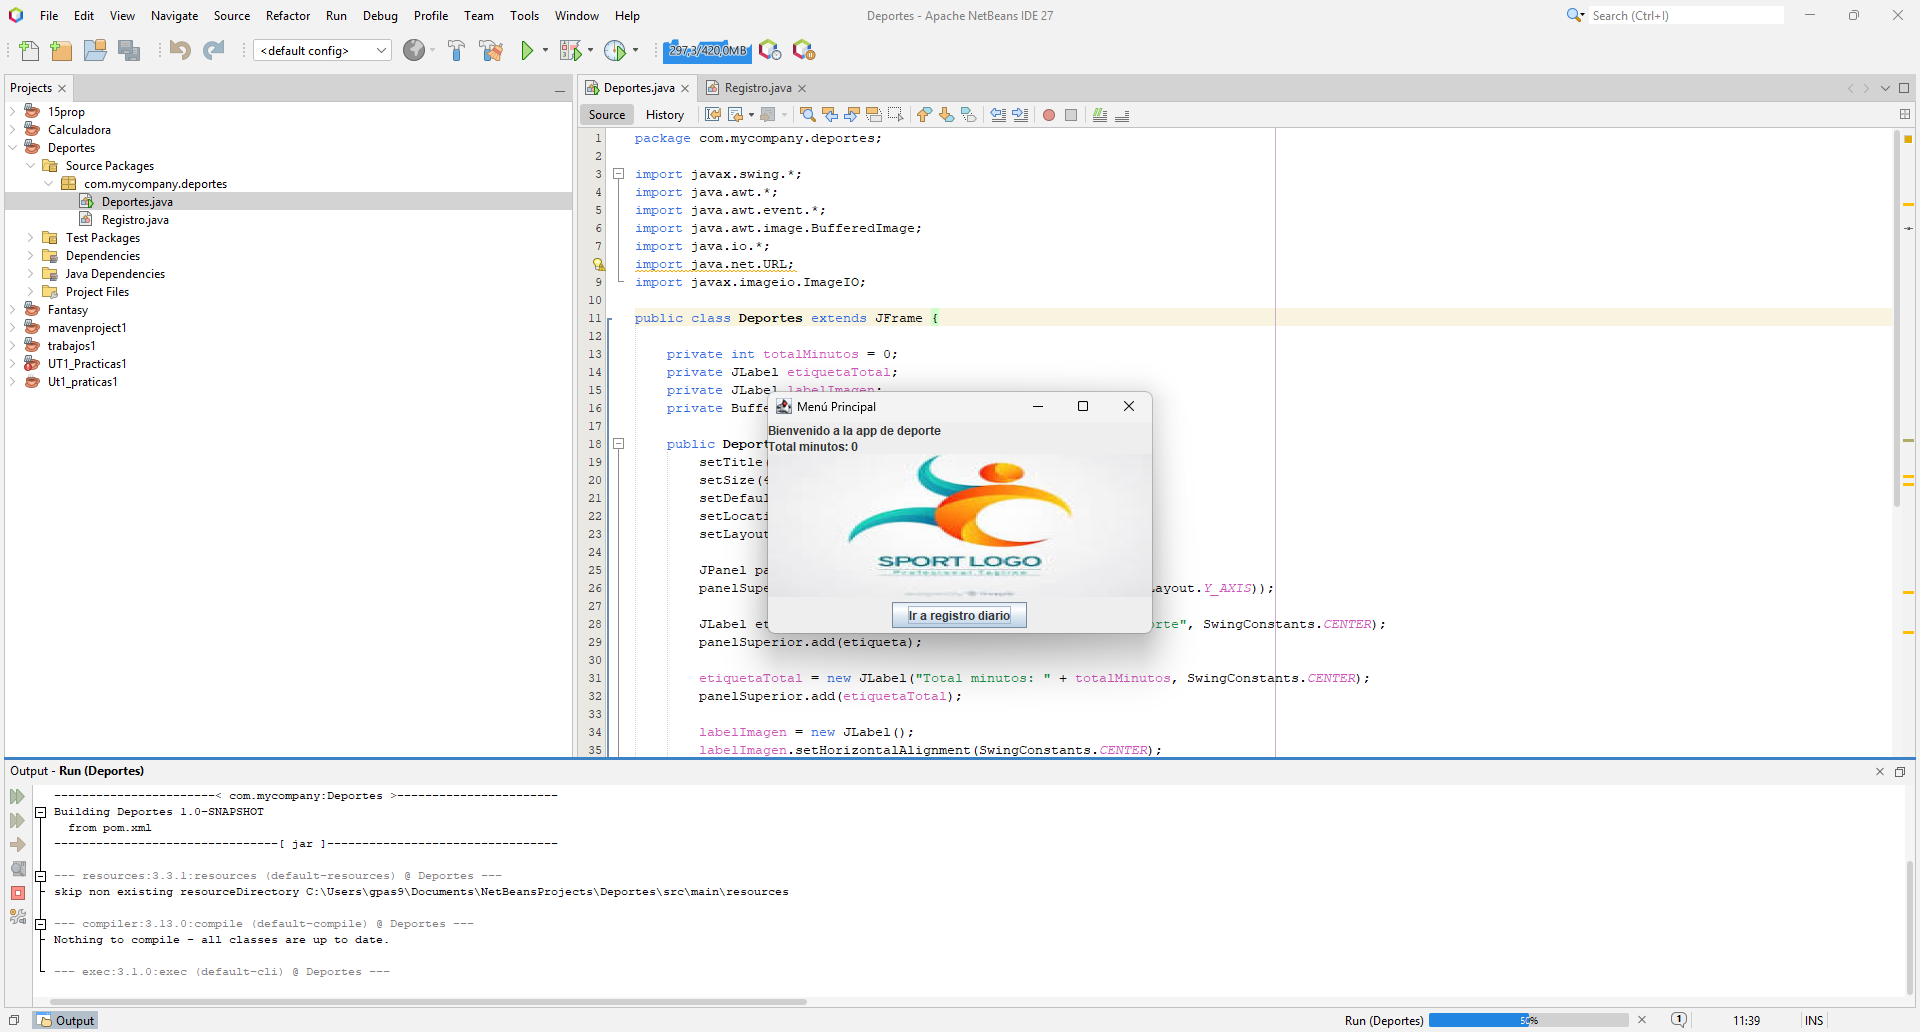 File Edit View Navigate Source Refactor Run Debug Profile Team Tools Window Help
Deportes - Apache NetBeans IDE 27
Search (Ctrl+I)
<default config>
297,3/420,0MB
Projects
15prop
Calculadora
Deportes
Source Packages
com.mycompany.deportes
Deportes.java
Registro.java
Test Packages
Dependencies
Java Dependencies
Project Files
Fantasy
mavenproject1
trabajos1
UT1_Practicas1
Ut1_praticas1
Deportes.java Registro.java
Source History
1 package com.mycompany.deportes;
2
3 import javax.swing.*;
4 import java.awt.*;
5 import java.awt.event.*;
6 import java.awt.image.BufferedImage;
7 import java.io.*;
import java.net.URL;
9 import javax.imageio.ImageIO;
10
11 public class Deportes extends JFrame {
12
13 private int totalMinutos = 0;
14 private JLabel etiquetaTotal;
15 private JLabel labelImagen;
16 private Buffe
17
18 public Deport
19 setTitle(
20 setSize(4
21 setDefaul
22 setLocati
23 setLayout
24
25 JPanel pa
26 panelSupe ayout.Y_AXIS));
27
28 JLabel et rte", SwingConstants.CENTER);
29 panelSuperior.add(etiqueta);
30
31 etiquetaTotal = new JLabel("Total minutos: " + totalMinutos, SwingConstants.CENTER);
32 panelSuperior.add(etiquetaTotal);
33
34 labelImagen = new JLabel();
35 labelImagen.setHorizontalAlignment(SwingConstants.CENTER);
Menú Principal
Bienvenido a la app de deporte
Total minutos: 0
SPORT LOGO
Professional Tagline
Ir a registro diario
Output - Run (Deportes)
-----------------------< com.mycompany:Deportes >-----------------------
Building Deportes 1.0-SNAPSHOT
from pom.xml
--------------------------------[ jar ]---------------------------------
--- resources:3.3.1:resources (default-resources) @ Deportes ---
skip non existing resourceDirectory C:\Users\gpas9\Documents\NetBeansProjects\Deportes\src\main\resources
--- compiler:3.13.0:compile (default-compile) @ Deportes ---
Nothing to compile - all classes are up to date.
--- exec:3.1.0:exec (default-cli) @ Deportes ---
Output
Run (Deportes) 50% 1 11:39 INS